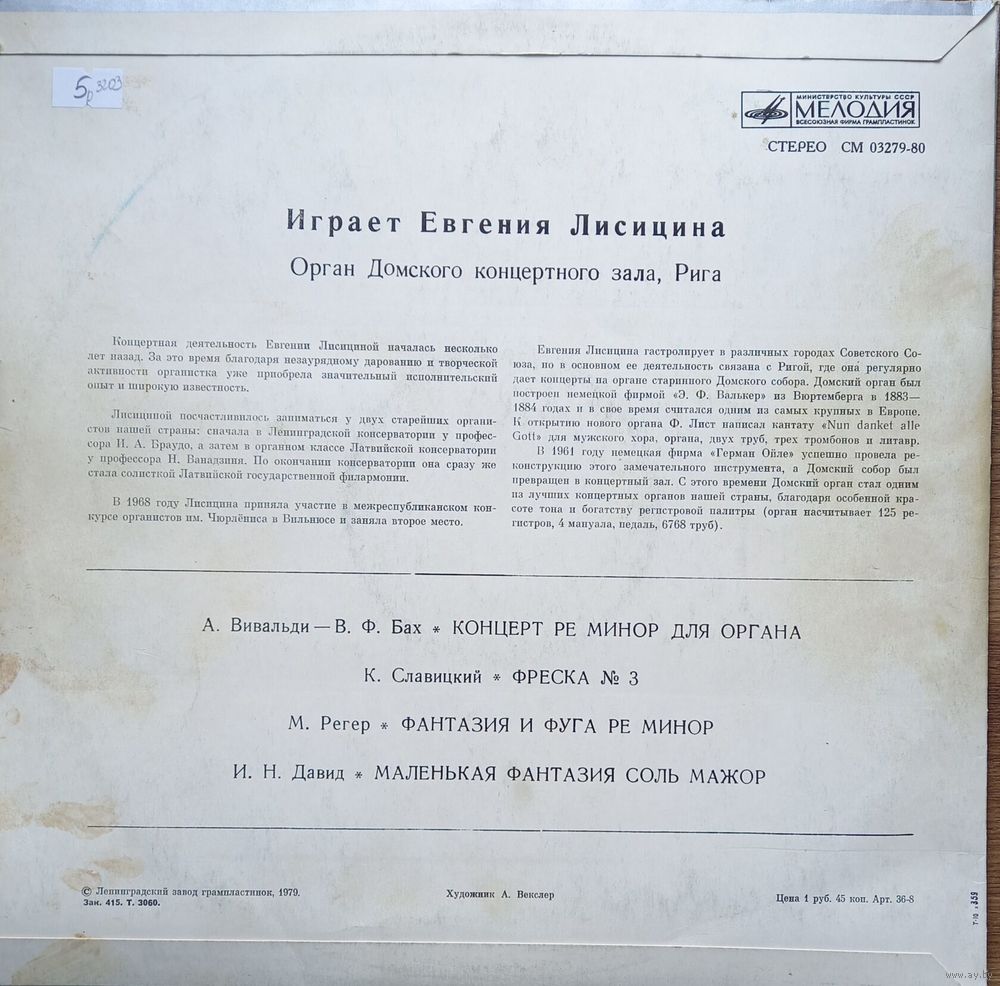 5р 3203
МИНИСТЕРСТВО КУЛЬТУРЫ СССР
МЕЛОДИЯ
ВСЕСОЮЗНАЯ ФИРМА ГРАМПЛАСТИНОК
СТЕРЕО СМ 03279-80
Играет Евгения Лисицина
Орган Домского концертного зала, Рига
Концертная деятельность Евгении Лисициной началась несколько
лет назад. За это время благодаря незаурядному дарованию и творческой
активности органистка уже приобрела значительный исполнительский
опыт и широкую известность.
Лисициной посчастливилось заниматься у двух старейших органи-
стов нашей страны: сначала в Ленинградской консерватории у профес-
сора И. А. Браудо, а затем в органном классе Латвийской консерватории
у профессора Н. Ванадзиня. По окончании консерватории она сразу же
стала солисткой Латвийской государственной филармонии.
В 1968 году Лисицина приняла участие в межреспубликанском кон-
курсе органистов им. Чюрлёниса в Вильнюсе и заняла второе место.
Евгения Лисицина гастролирует в различных городах Советского Со-
юза, но в основном ее деятельность связана с Ригой, где она регулярно
дает концерты на органе старинного Домского собора. Домский орган был
построен немецкой фирмой «Э. Ф. Валькер» из Вюртемберга в 1883—
1884 годах и в свое время считался одним из самых крупных в Европе.
К открытию нового органа Ф. Лист написал кантату «Nun danket alle
Gott» для мужского хора, органа, двух труб, трех тромбонов и литавр.
В 1961 году немецкая фирма «Герман Ойле» успешно провела ре-
конструкцию этого замечательного инструмента, а Домский собор был
превращен в концертный зал. С этого времени Домский орган стал одним
из лучших концертных органов нашей страны, благодаря особенной кра-
соте тона и богатству регистровой палитры (орган насчитывает 125 ре-
гистров, 4 мануала, педаль, 6768 труб).
А. Вивальди — В. Ф. Бах * КОНЦЕРТ РЕ МИНОР ДЛЯ ОРГАНА
К. Славицкий * ФРЕСКА № 3
М. Регер * ФАНТАЗИЯ И ФУГА РЕ МИНОР
И. Н. Давид * МАЛЕНЬКАЯ ФАНТАЗИЯ СОЛЬ МАЖОР
© Ленинградский завод грампластинок, 1979.
Зак. 415. Т. 3060.
Художник А. Векслер
Цена 1 руб. 45 коп. Арт. 36-8
www.ay.by